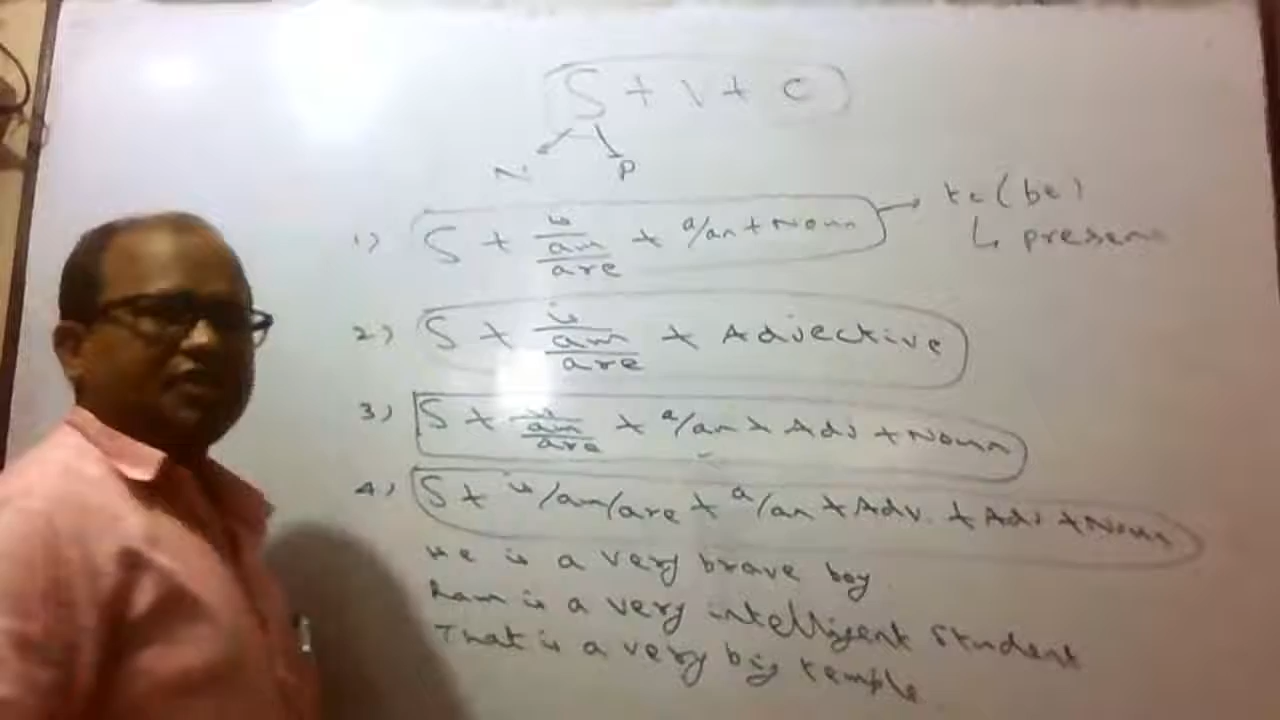 S + V + C
N P
1) S + is/am/are + a/an + Noun → to (be)
↳ present
2) S + is/am/are + Adjective
3) S + is/am/are + a/an + Adj + Noun
4) S + is/am/are + a/an + Adv. + Adj + Noun
He is a very brave boy.
Ram is a very intelligent student
That is a very big temple